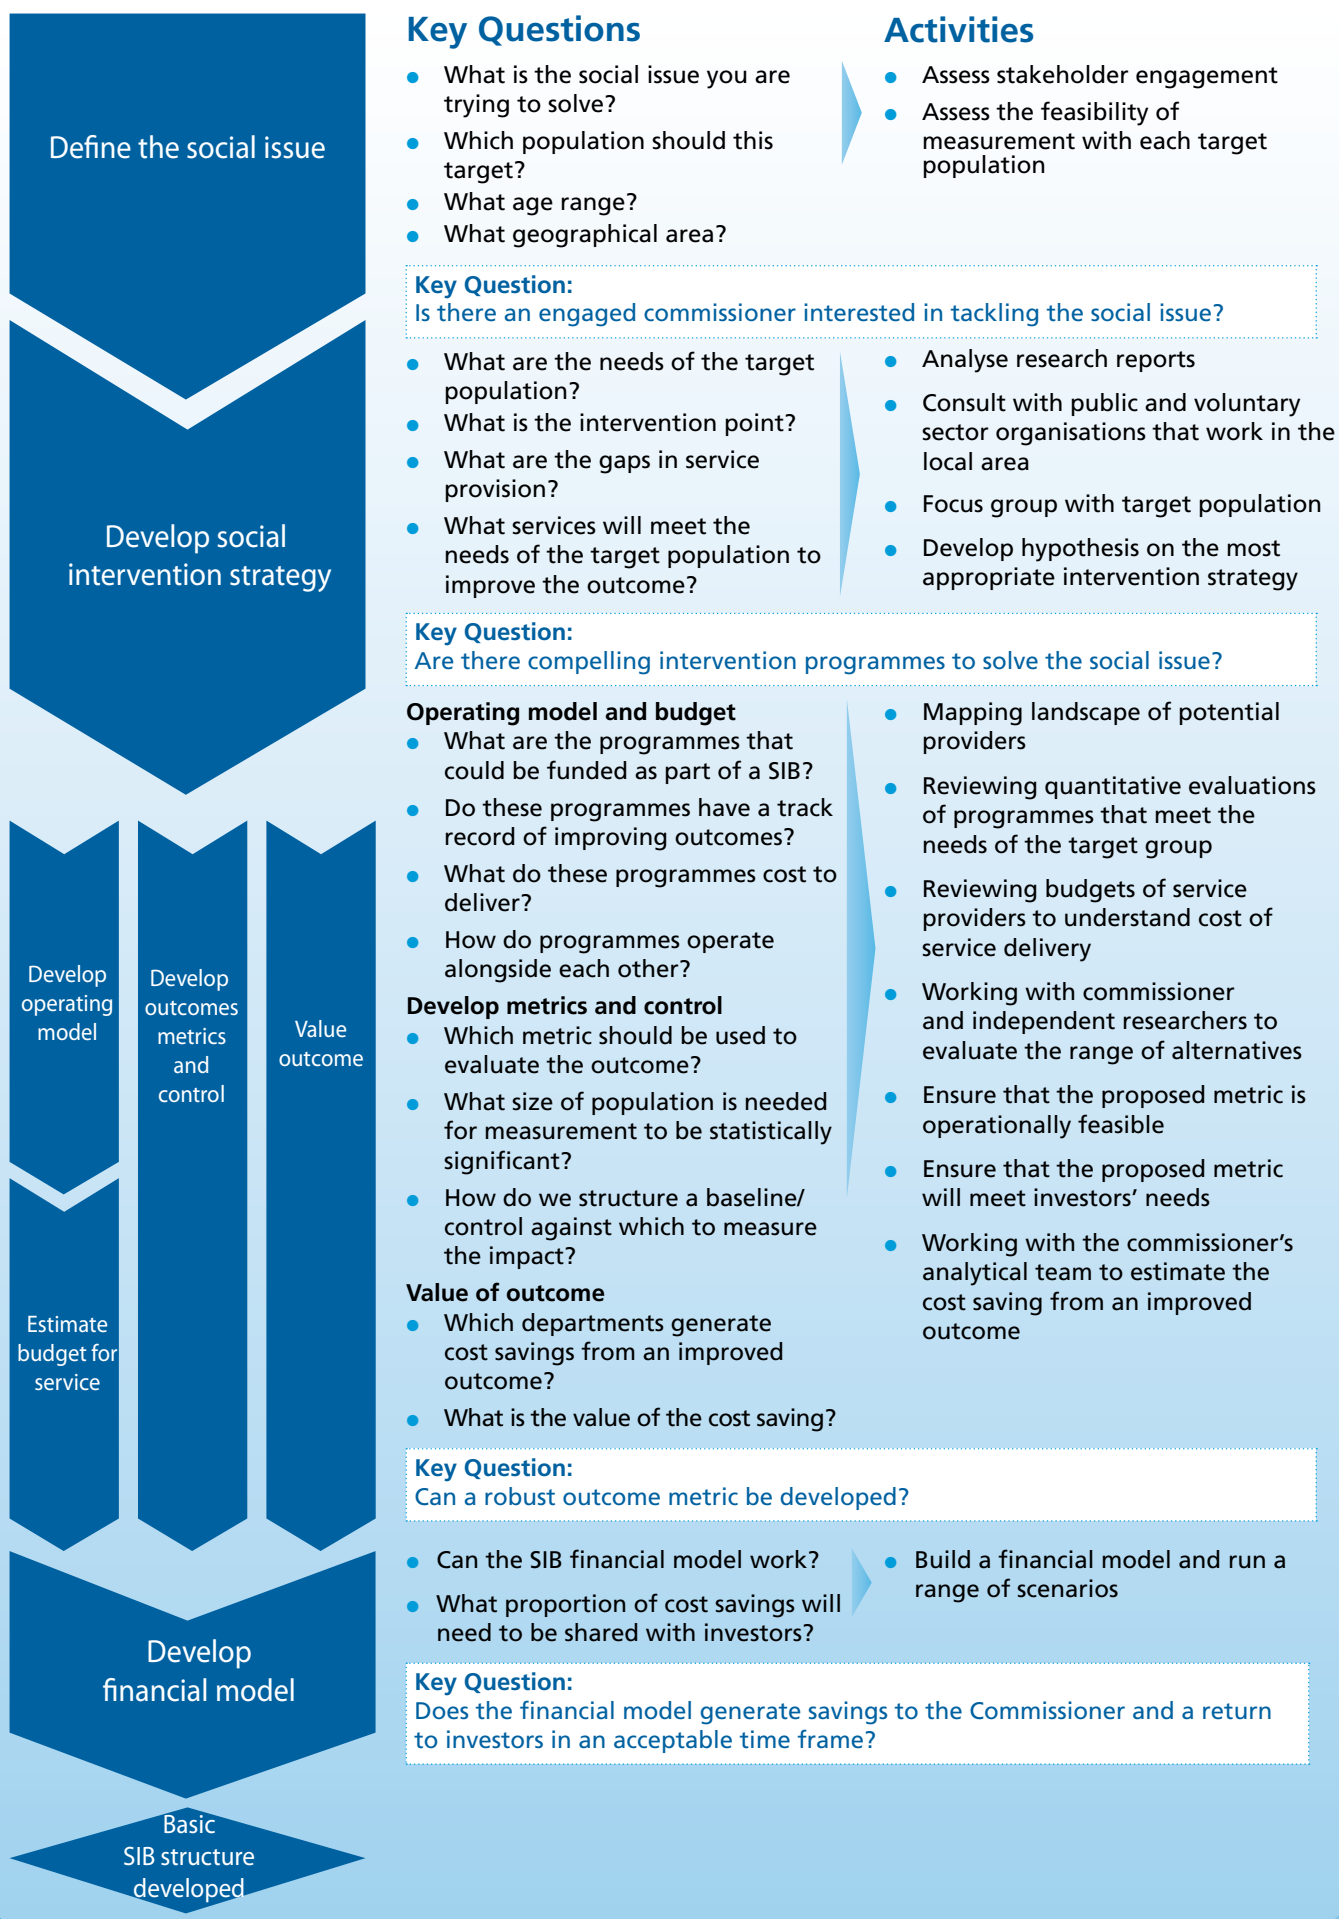 Key Questions
Activities
Define the social issue
What is the social issue you are
trying to solve?
Which population should this
target?
What age range?
What geographical area?
Assess stakeholder engagement
Assess the feasibility of
measurement with each target
population
Key Question:
Is there an engaged commissioner interested in tackling the social issue?
Develop social
intervention strategy
What are the needs of the target
population?
What is the intervention point?
What are the gaps in service
provision?
What services will meet the
needs of the target population to
improve the outcome?
Analyse research reports
Consult with public and voluntary
sector organisations that work in the
local area
Focus group with target population
Develop hypothesis on the most
appropriate intervention strategy
Key Question:
Are there compelling intervention programmes to solve the social issue?
Develop
operating
model
Estimate
budget for
service
Develop
outcomes
metrics
and
control
Value
outcome
Operating model and budget
What are the programmes that
could be funded as part of a SIB?
Do these programmes have a track
record of improving outcomes?
What do these programmes cost to
deliver?
How do programmes operate
alongside each other?
Develop metrics and control
Which metric should be used to
evaluate the outcome?
What size of population is needed
for measurement to be statistically
significant?
How do we structure a baseline/
control against which to measure
the impact?
Value of outcome
Which departments generate
cost savings from an improved
outcome?
What is the value of the cost saving?
Mapping landscape of potential
providers
Reviewing quantitative evaluations
of programmes that meet the
needs of the target group
Reviewing budgets of service
providers to understand cost of
service delivery
Working with commissioner
and independent researchers to
evaluate the range of alternatives
Ensure that the proposed metric is
operationally feasible
Ensure that the proposed metric
will meet investors’ needs
Working with the commissioner’s
analytical team to estimate the
cost saving from an improved
outcome
Key Question:
Can a robust outcome metric be developed?
Develop
financial model
Can the SIB financial model work?
What proportion of cost savings will
need to be shared with investors?
Build a financial model and run a
range of scenarios
Key Question:
Does the financial model generate savings to the Commissioner and a return
to investors in an acceptable time frame?
Basic
SIB structure
developed